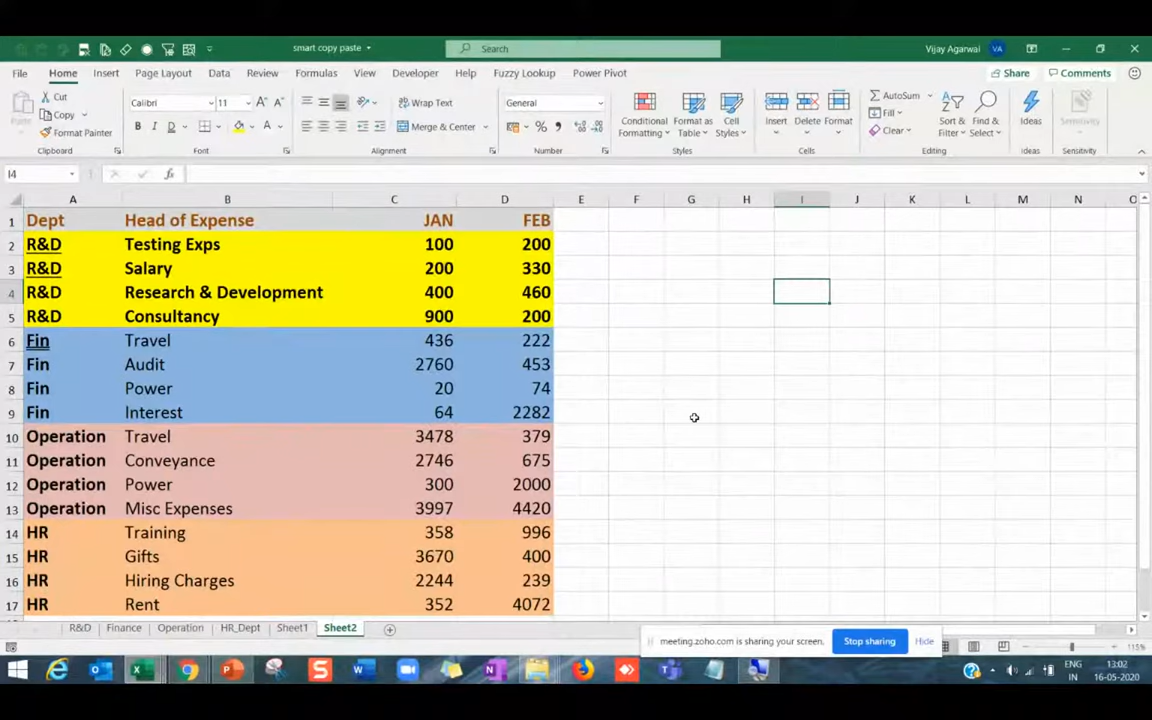 smart copy paste
Search
Vijay Agarwal VA
File Home Insert Page Layout Data Review Formulas View Developer Help Fuzzy Lookup Power Pivot Share Comments
Cut
Copy
Format Painter
Paste
Clipboard
Calibri 11
B I D
Font
Wrap Text
Merge & Center
Alignment
General
Number
Conditional Formatting
Format as Table
Cell Styles
Styles
Insert Delete Format
Cells
AutoSum
Fill
Clear
Sort & Filter
Find & Select
Editing
Ideas
Ideas
Sensitivity
Sensitivity
I4 fx
A B C D E F G H I J K L M N O
1 Dept Head of Expense JAN FEB
2 R&D Testing Exps 100 200
3 R&D Salary 200 330
4 R&D Research & Development 400 460
5 R&D Consultancy 900 200
6 Fin Travel 436 222
7 Fin Audit 2760 453
8 Fin Power 20 74
9 Fin Interest 64 2282
10 Operation Travel 3478 379
11 Operation Conveyance 2746 675
12 Operation Power 300 2000
13 Operation Misc Expenses 3997 4420
14 HR Training 358 996
15 HR Gifts 3670 400
16 HR Hiring Charges 2244 239
17 HR Rent 352 4072
R&D Finance Operation HR_Dept Sheet1 Sheet2
meeting.zoho.com is sharing your screen. Stop sharing Hide
115%
ENG
IN
13:02
16-05-2020